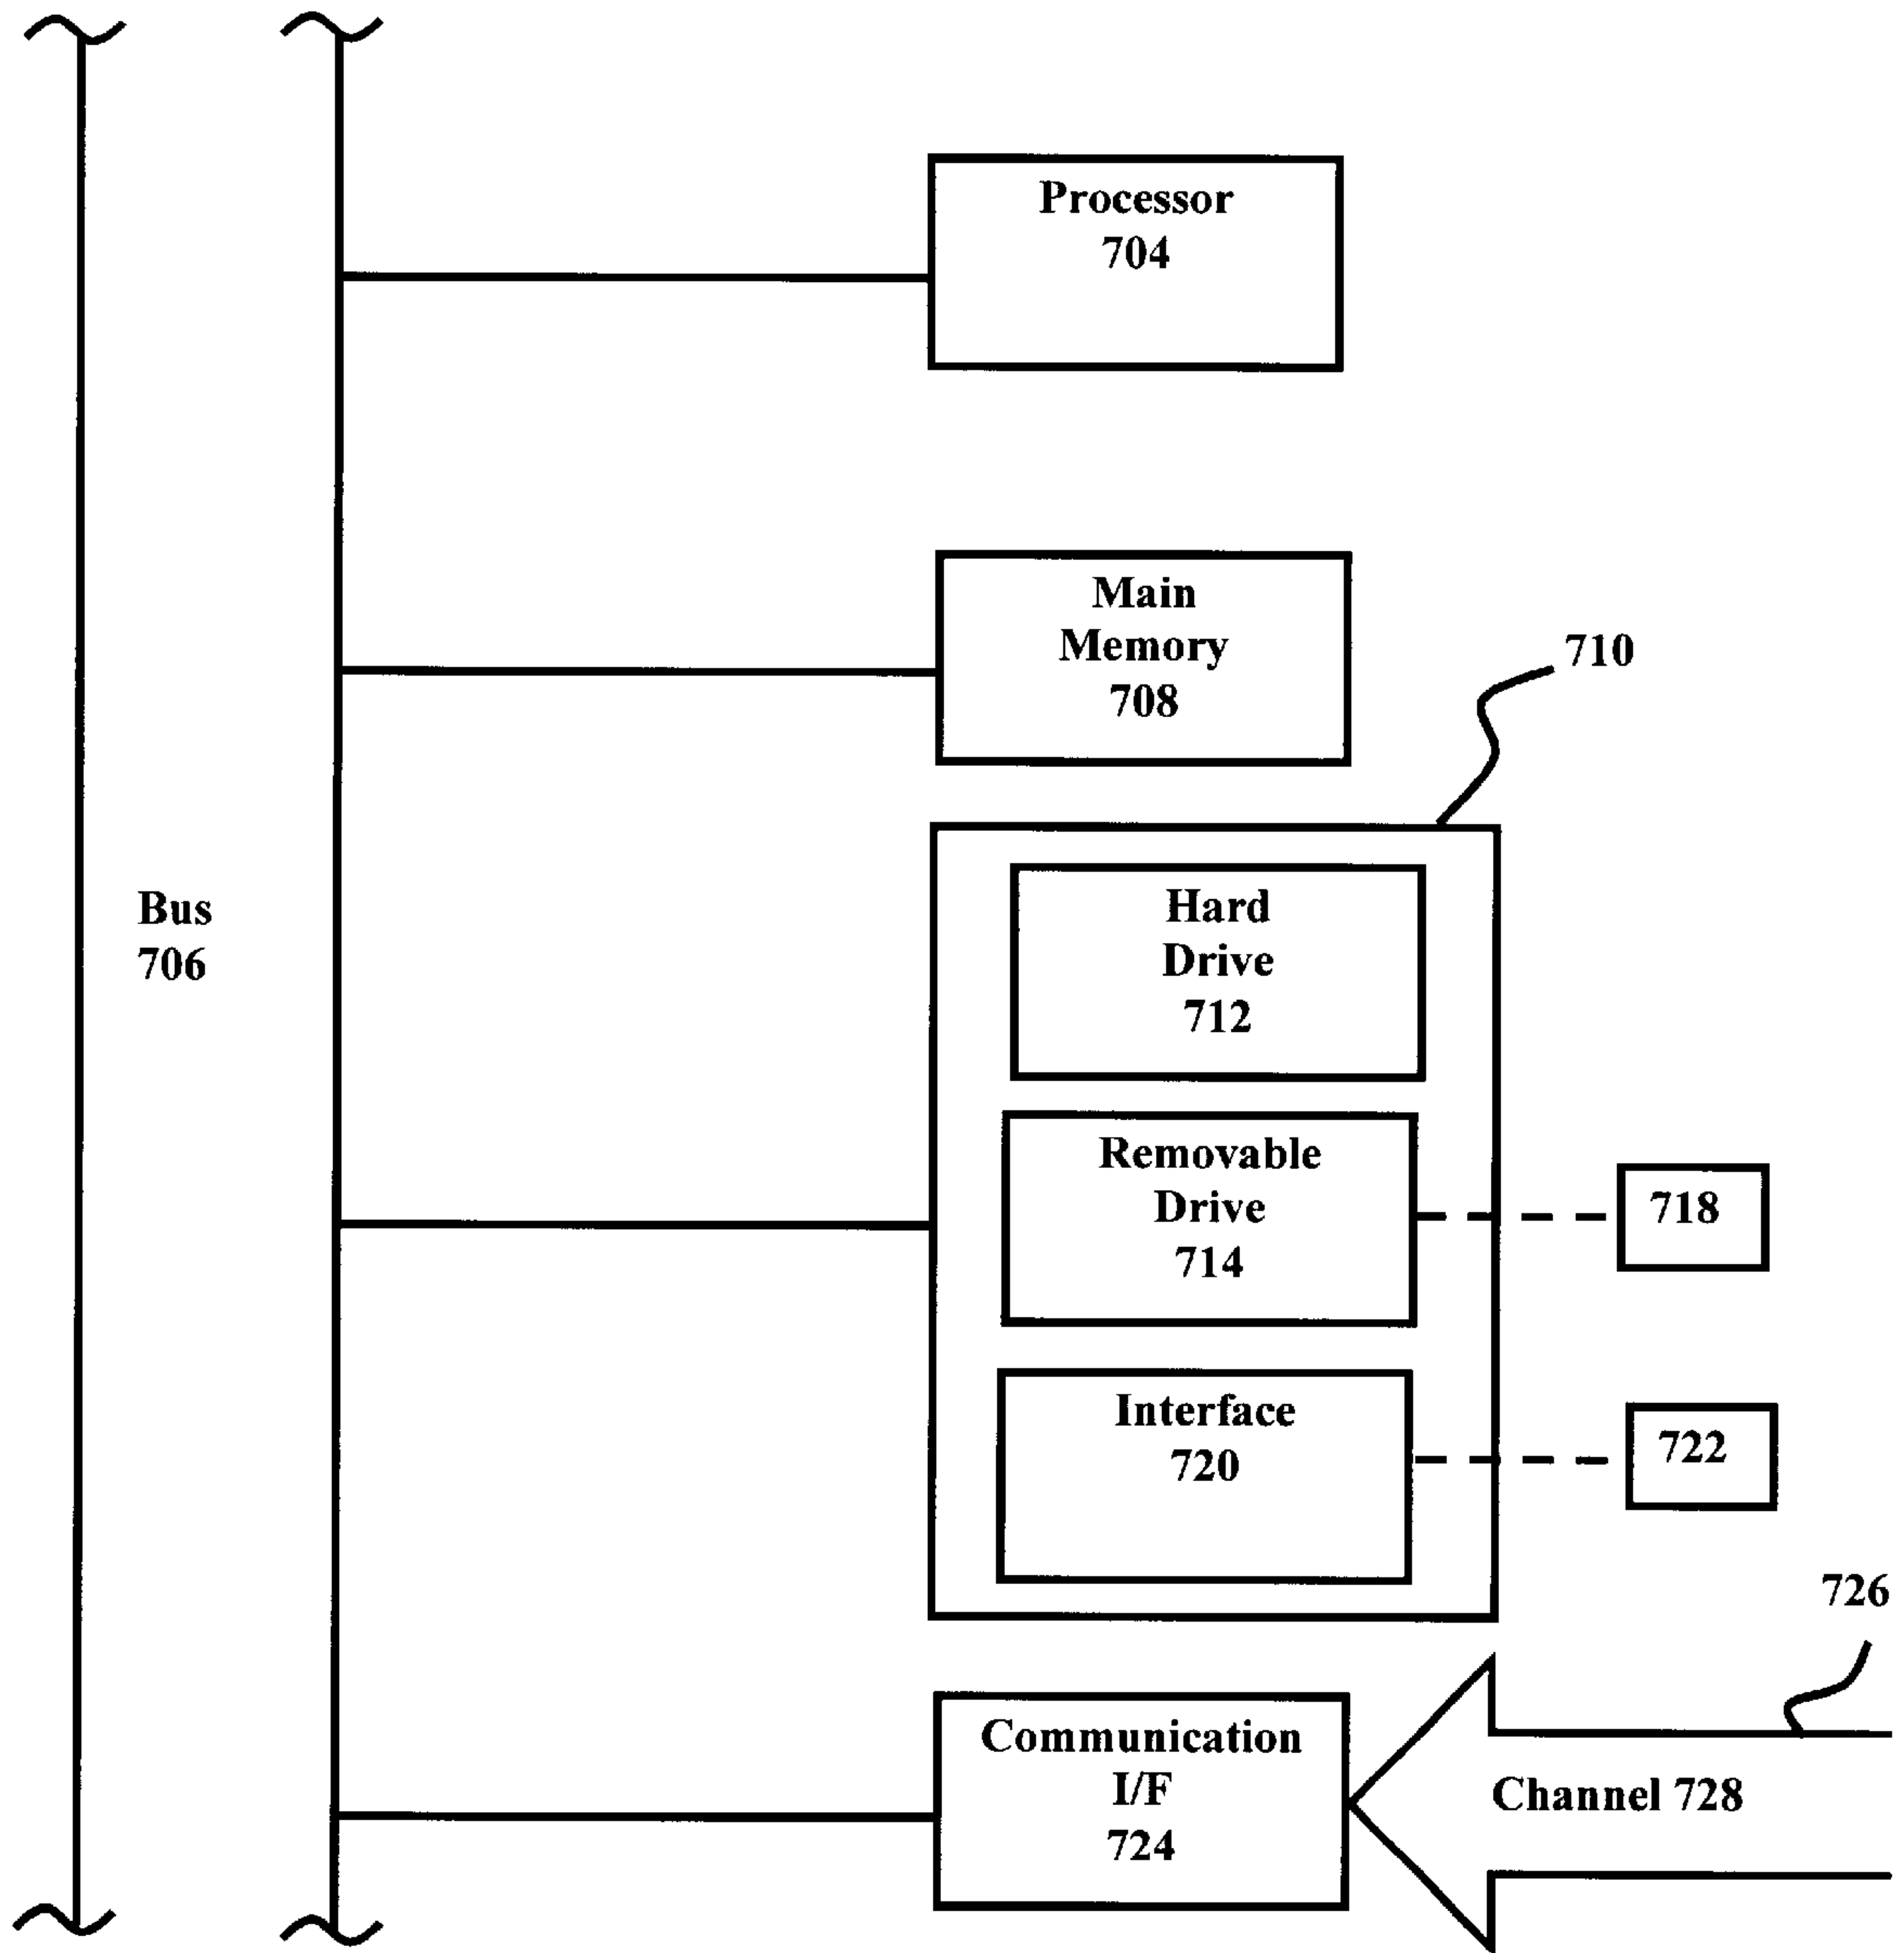 Processor
704
Main
Memory
708
710
Bus
706
Hard
Drive
712
Removable
Drive
714
718
Interface
720
722
726
Communication
I/F
724
Channel 728